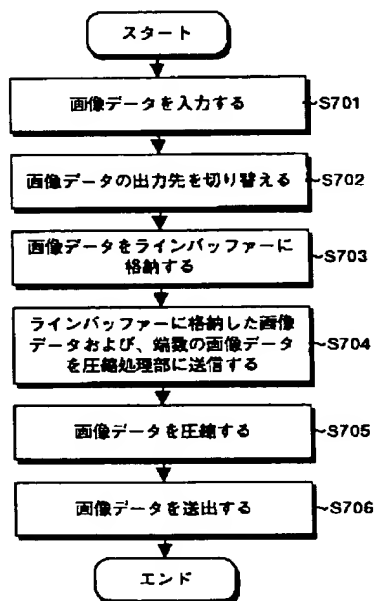 スタート
画像データを入力する
~S701
画像データの出力先を切り替える
~S702
画像データをラインバッファーに
格納する
~S703
ラインバッファーに格納した画像
データおよび、端数の画像データ
を圧縮処理部に送信する
~S704
画像データを圧縮する
~S705
画像データを送出する
~S706
エンド